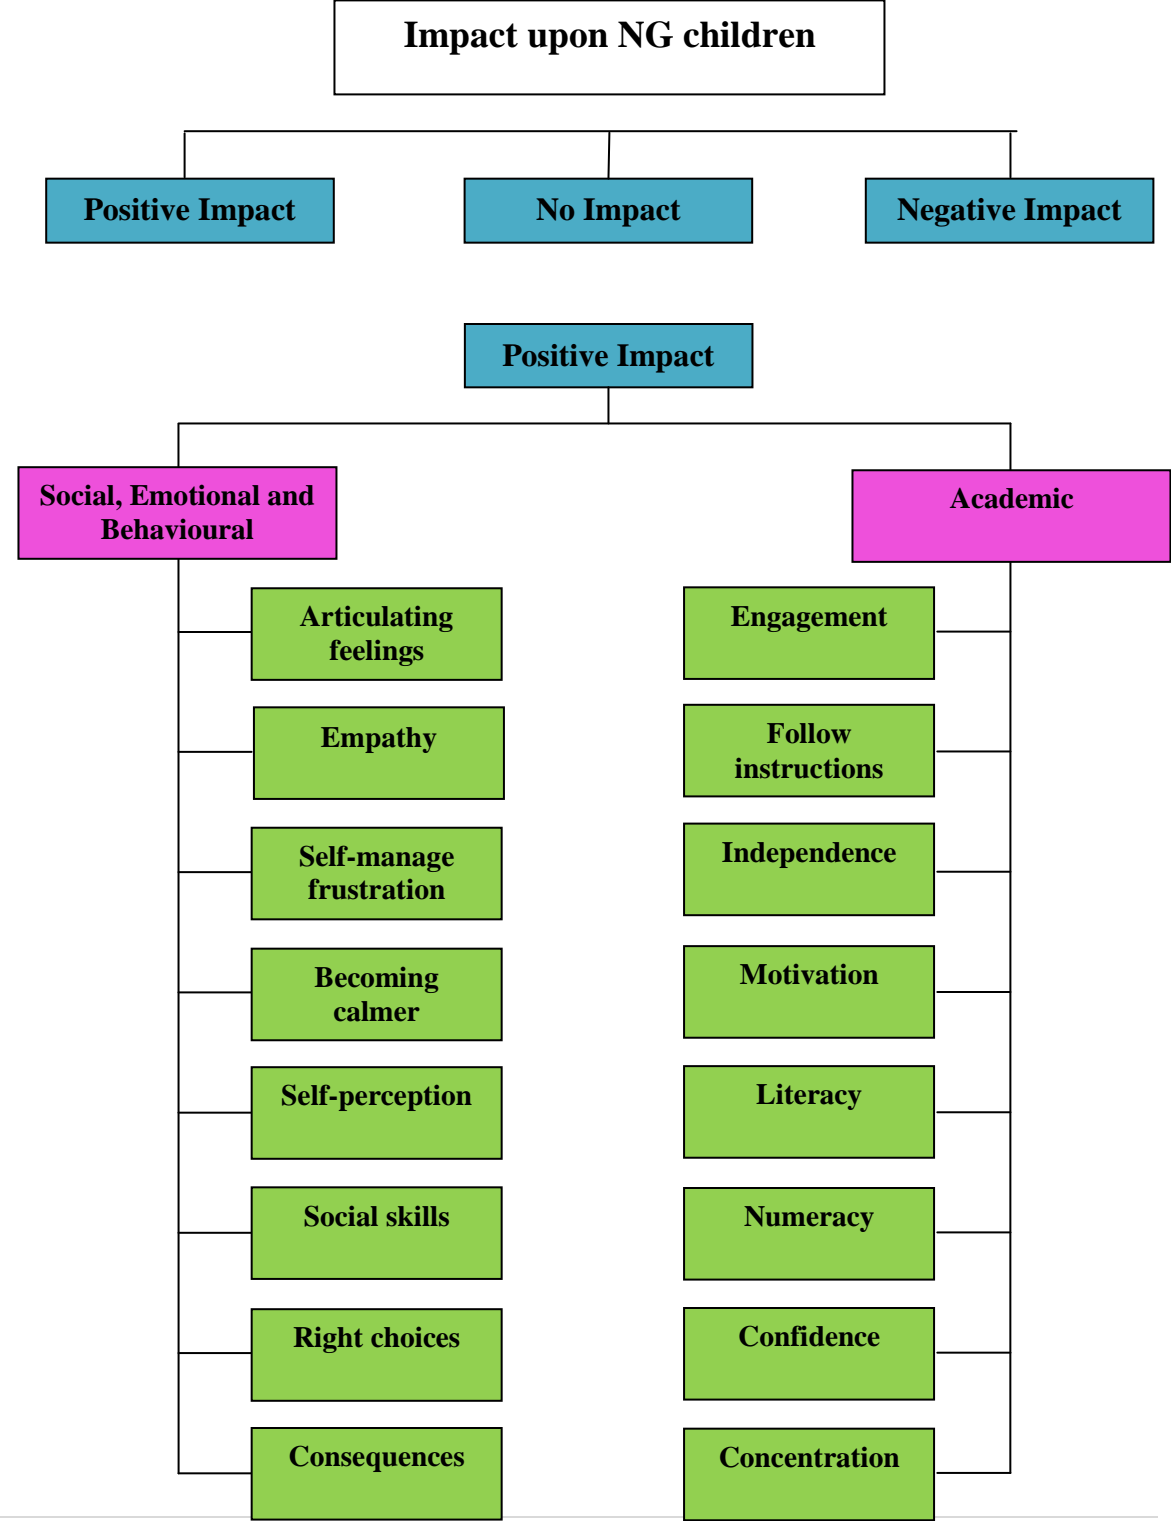 Impact upon NG children
Positive Impact
No Impact
Negative Impact
Positive Impact
Social, Emotional and
Behavioural
Academic
Articulating
feelings
Empathy
Self-manage
frustration
Becoming
calmer
Self-perception
Social skills
Right choices
Consequences
Engagement
Follow
instructions
Independence
Motivation
Literacy
Numeracy
Confidence
Concentration